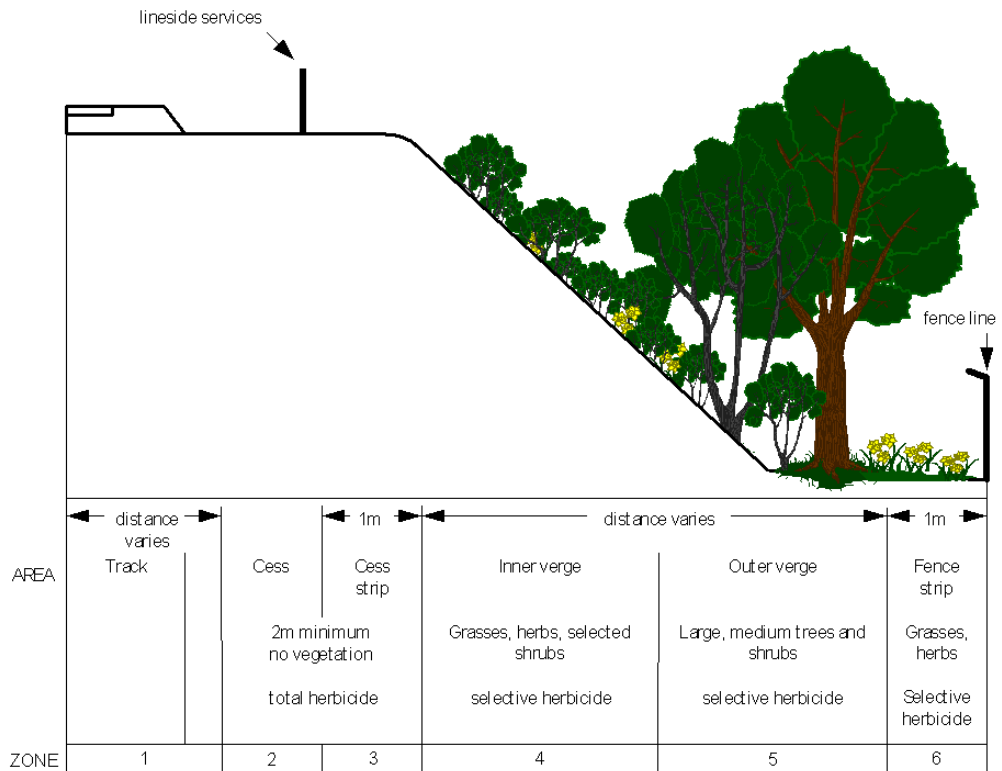 lineside services
fence line
distance
varies
1m
distance varies
1m
AREA
Track
Cess
Cess
strip
Inner verge
Outer verge
Fence
strip
2m minimum
no vegetation
Grasses, herbs, selected
shrubs
Large, medium trees and
shrubs
Grasses,
herbs
total herbicide
selective herbicide
selective herbicide
Selective
herbicide
ZONE
1
2
3
4
5
6